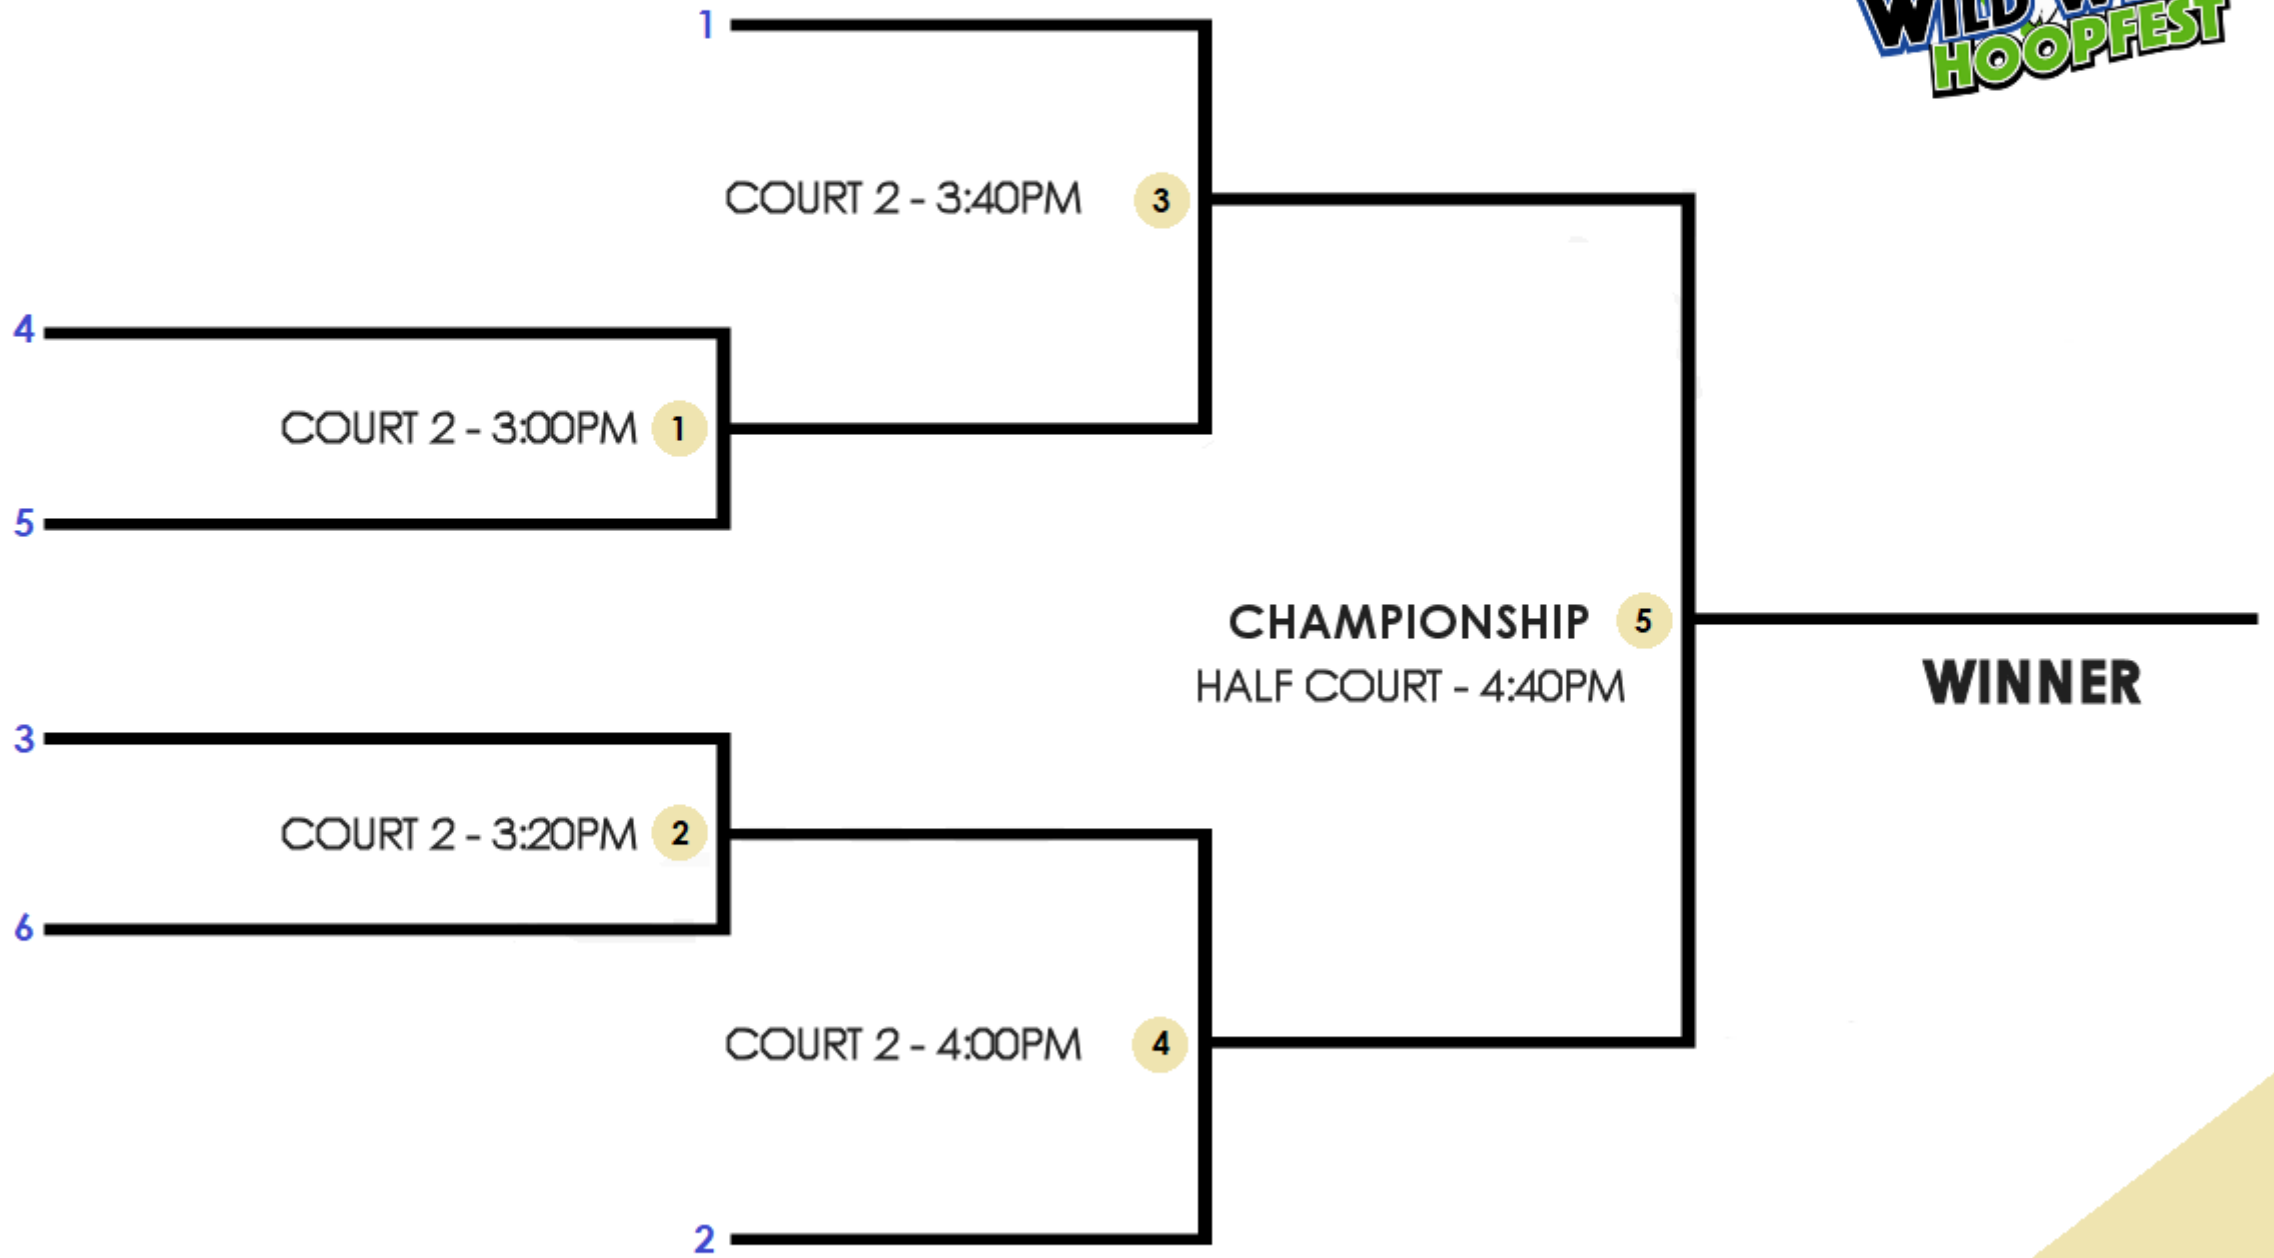 WILD
HOOPFEST
1
COURT 2 - 3:40PM 3
4
COURT 2 - 3:00PM 1
5
CHAMPIONSHIP 5
HALF COURT - 4:40PM
WINNER
3
COURT 2 - 3:20PM 2
6
COURT 2 - 4:00PM 4
2